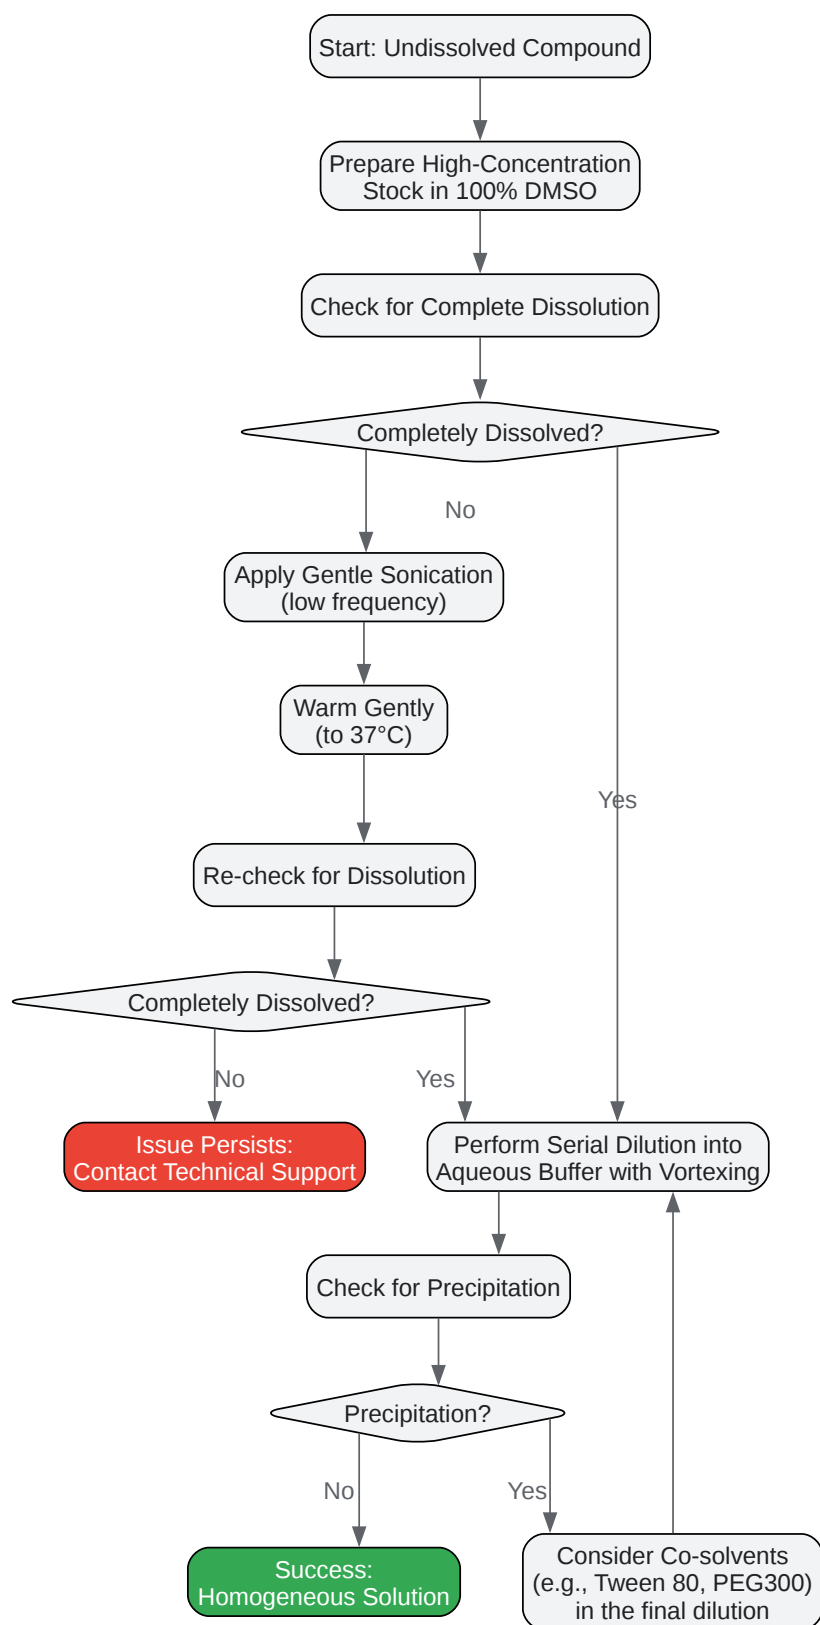 Start: Undissolved Compound
Prepare High-Concentration
Stock in 100% DMSO
Check for Complete Dissolution
Completely Dissolved?
No
Apply Gentle Sonication
(low frequency)
Warm Gently
(to 37°C)
Yes
Re-check for Dissolution
Completely Dissolved?
No
Yes
Issue Persists:
Contact Technical Support
Perform Serial Dilution into
Aqueous Buffer with Vortexing
Check for Precipitation
Precipitation?
No
Yes
Success:
Homogeneous Solution
Consider Co-solvents
(e.g., Tween 80, PEG300)
in the final dilution